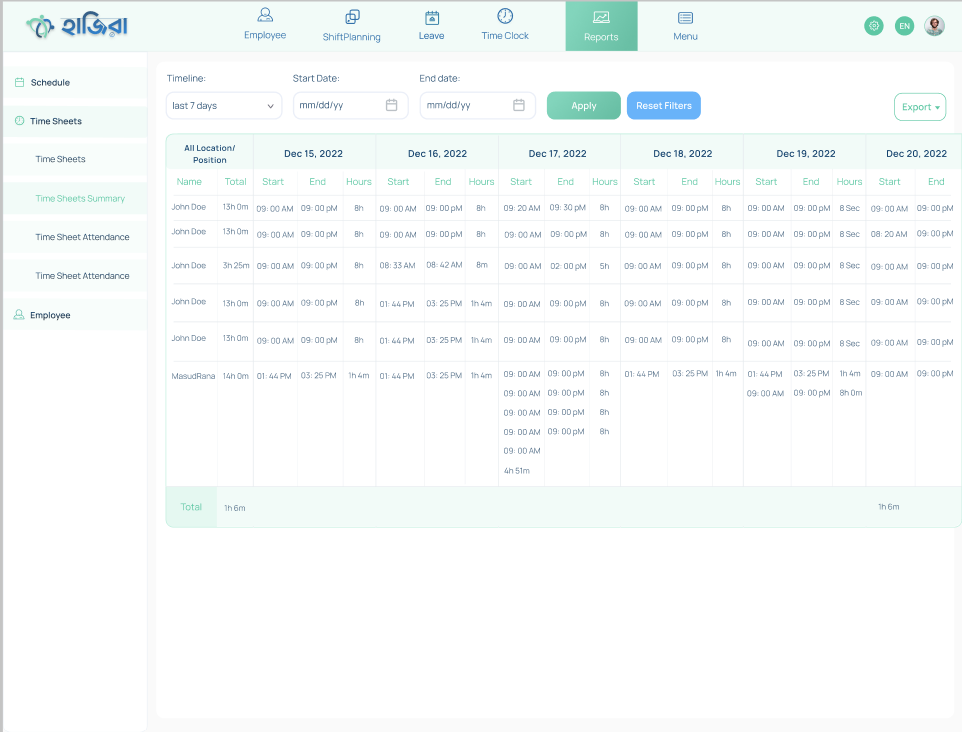 হাজিরা
Employee ShiftPlanning Leave Time Clock Reports Menu EN
Schedule
Time Sheets
Time Sheets
Time Sheets Summary
Time Sheet Attendance
Time Sheet Attendance
Employee
Timeline: Start Date: End date:
last 7 days mm/dd/yy mm/dd/yy Apply Reset Filters Export
All Location/
Position Dec 15, 2022 Dec 16, 2022 Dec 17, 2022 Dec 18, 2022 Dec 19, 2022 Dec 20, 2022
Name Total Start End Hours Start End Hours Start End Hours Start End Hours Start End Hours Start End
John Doe 13h 0m 09: 00 AM 09: 00 pM 8h 09: 00 AM 09: 00 pM 8h 09: 20 AM 09: 30 pM 8h 09: 00 AM 09: 00 pM 8h 09: 00 AM 09: 00 pM 8 Sec 09: 00 AM 09: 00 pM
John Doe 13h 0m 09: 00 AM 09: 00 pM 8h 09: 00 AM 09: 00 pM 8h 09: 00 AM 09: 00 pM 8h 09: 00 AM 09: 00 pM 8h 09: 00 AM 09: 00 pM 8 Sec 08: 20 AM 09: 00 pM
John Doe 3h 25m 09: 00 AM 09: 00 PM 8h 08: 33 AM 08: 42 AM 8m 09: 00 AM 02: 00 pM 5h 09: 00 AM 09: 00 pM 8h 09: 00 AM 09: 00 pM 8 Sec 09: 00 AM 09: 00 pM
John Doe 13h 0m 09: 00 AM 09: 00 pM 8h 01: 44 PM 03: 25 PM 1h 4m 09: 00 AM 09: 00 pM 8h 09: 00 AM 09: 00 pM 8h 09: 00 AM 09: 00 pM 8 Sec 09: 00 AM 09: 00 pM
John Doe 13h 0m 09: 00 AM 09: 00 pM 8h 01: 44 PM 03: 25 PM 1h 4m 09: 00 AM 09: 00 pM 8h 09: 00 AM 09: 00 pM 8h 09: 00 AM 09: 00 pM 8 Sec 09: 00 AM 09: 00 pM
MasudRana 14h 0m 01: 44 PM 03: 25 PM 1h 4m 01: 44 PM 03: 25 PM 1h 4m 09: 00 AM 09: 00 pM 8h 01: 44 PM 03: 25 PM 1h 4m 01: 44 PM 03: 25 PM 1h 4m 09: 00 AM 09: 00 pM
09: 00 AM 09: 00 pM 8h 09: 00 AM 09: 00 pM 8h 0m
09: 00 AM 09: 00 pM 8h
09: 00 AM 09: 00 pM 8h
09: 00 AM
4h 51m
Total 1h 6m 1h 6m